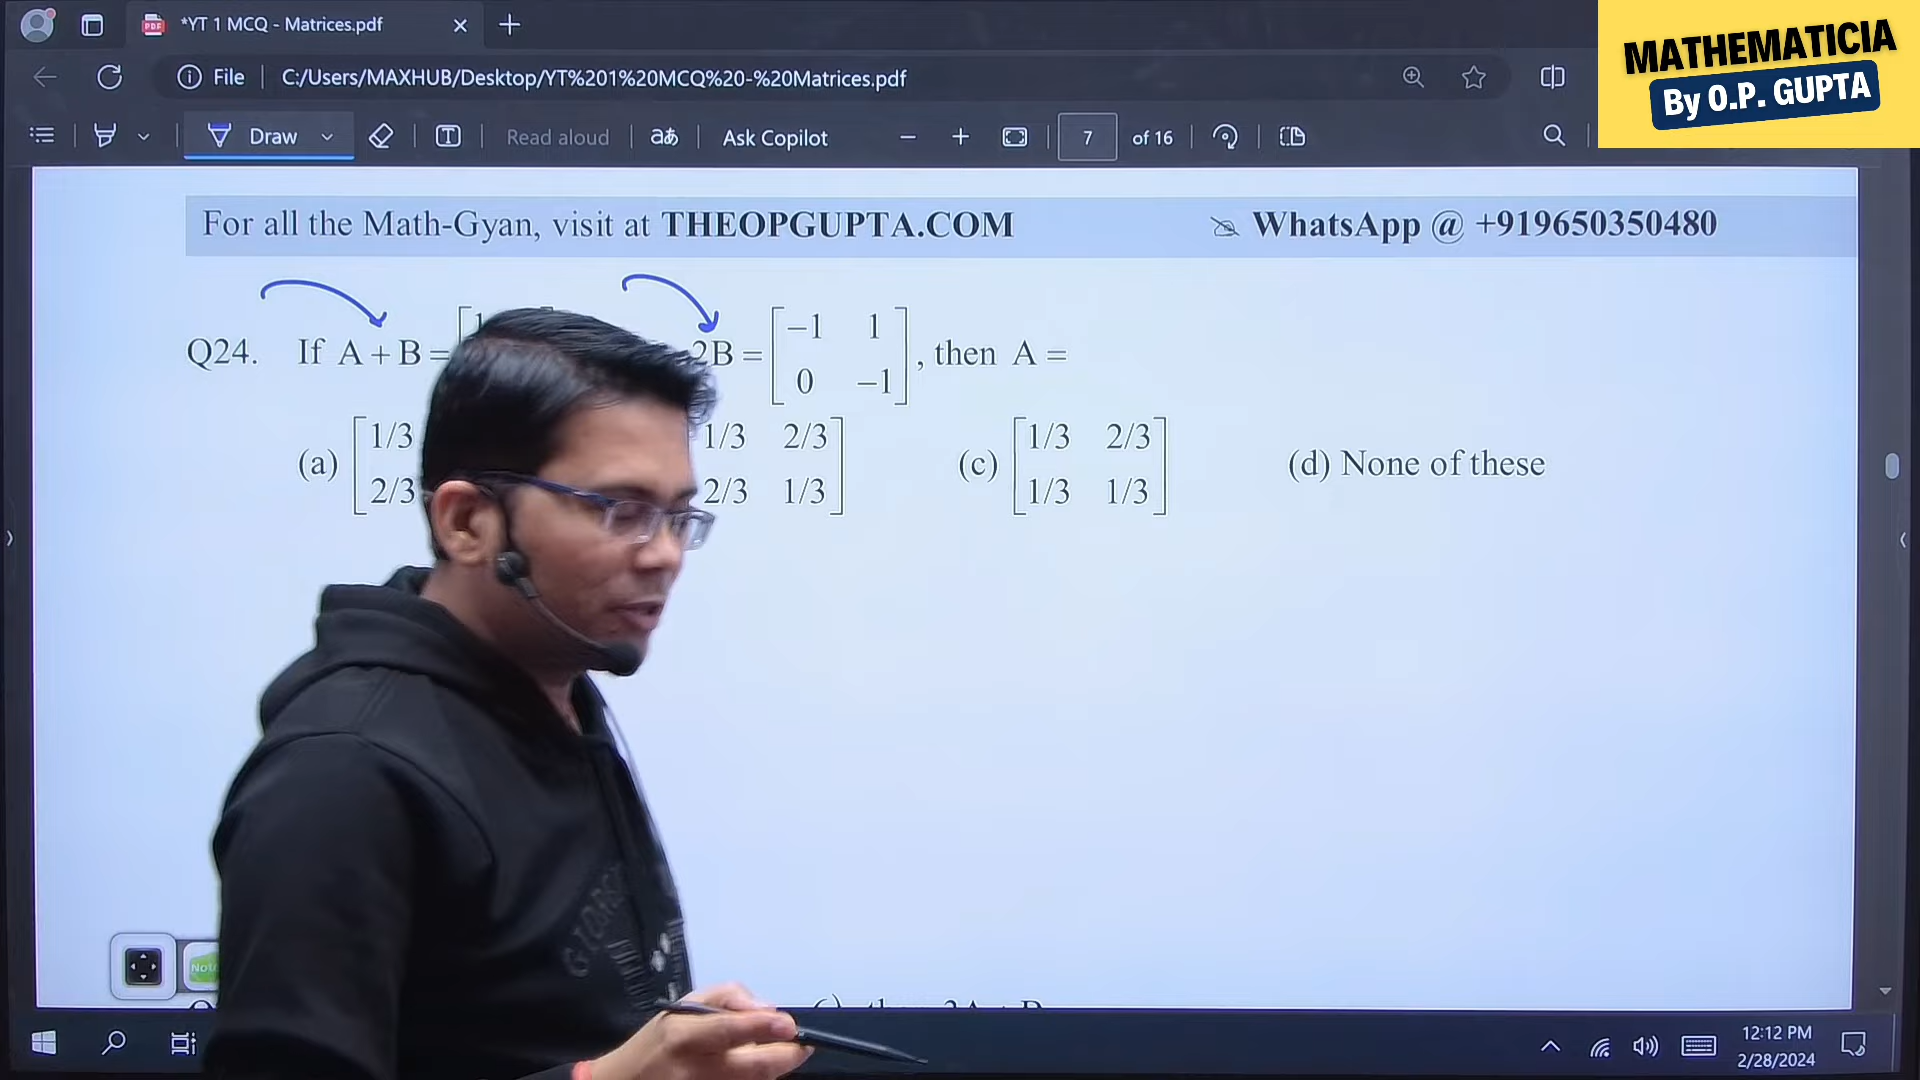 *YT 1 MCQ - Matrices.pdf
File C:/Users/MAXHUB/Desktop/YT%201%20MCQ%20-%20Matrices.pdf
MATHEMATICIA
By O.P. GUPTA
Draw T Read aloud aあ Ask Copilot - + 7 of 16
For all the Math-Gyan, visit at THEOPGUPTA.COM WhatsApp @ +919650350480
Q24. If A + B = [1 2B = [−1 1 0 −1], then A =
(a) [1/3 2/3 1/3 2/3 2/3 1/3] (c) [1/3 2/3 1/3 1/3] (d) None of these
12:12 PM
2/28/2024